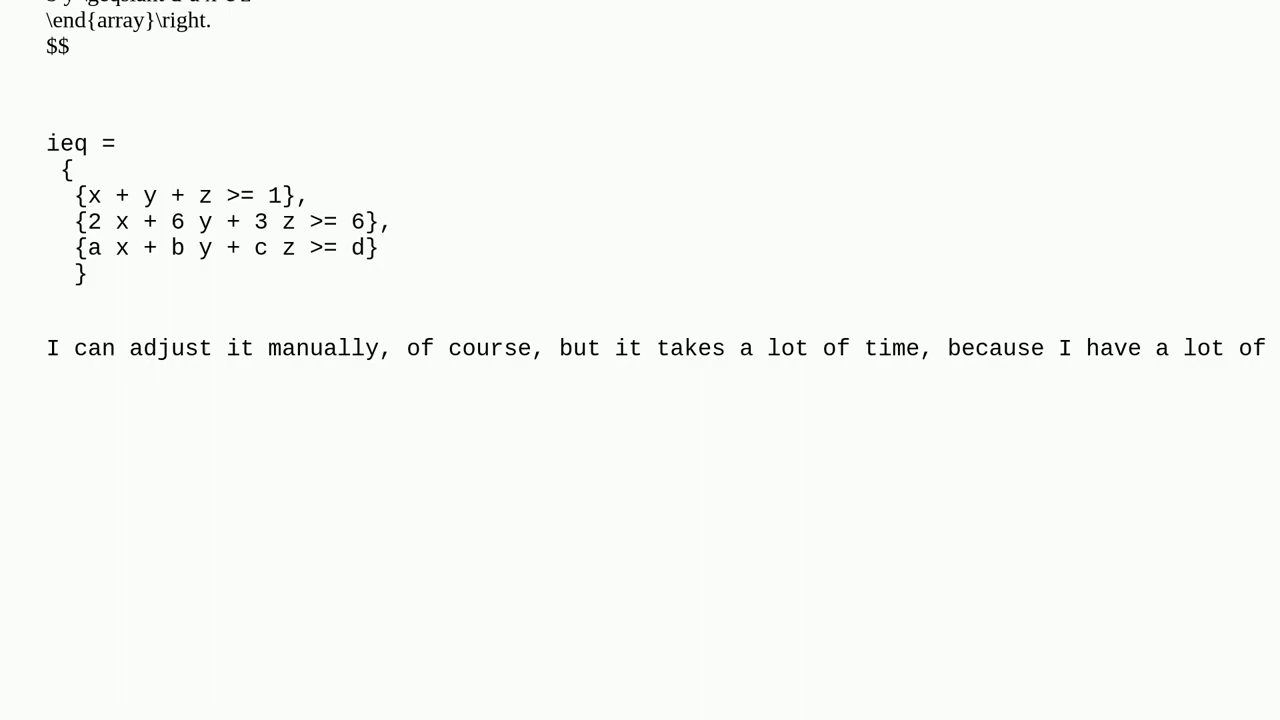 \end{array}\right.
$$
ieq =
{
{x + y + z >= 1},
{2 x + 6 y + 3 z >= 6},
{a x + b y + c z >= d}
}
I can adjust it manually, of course, but it takes a lot of time, because I have a lot of